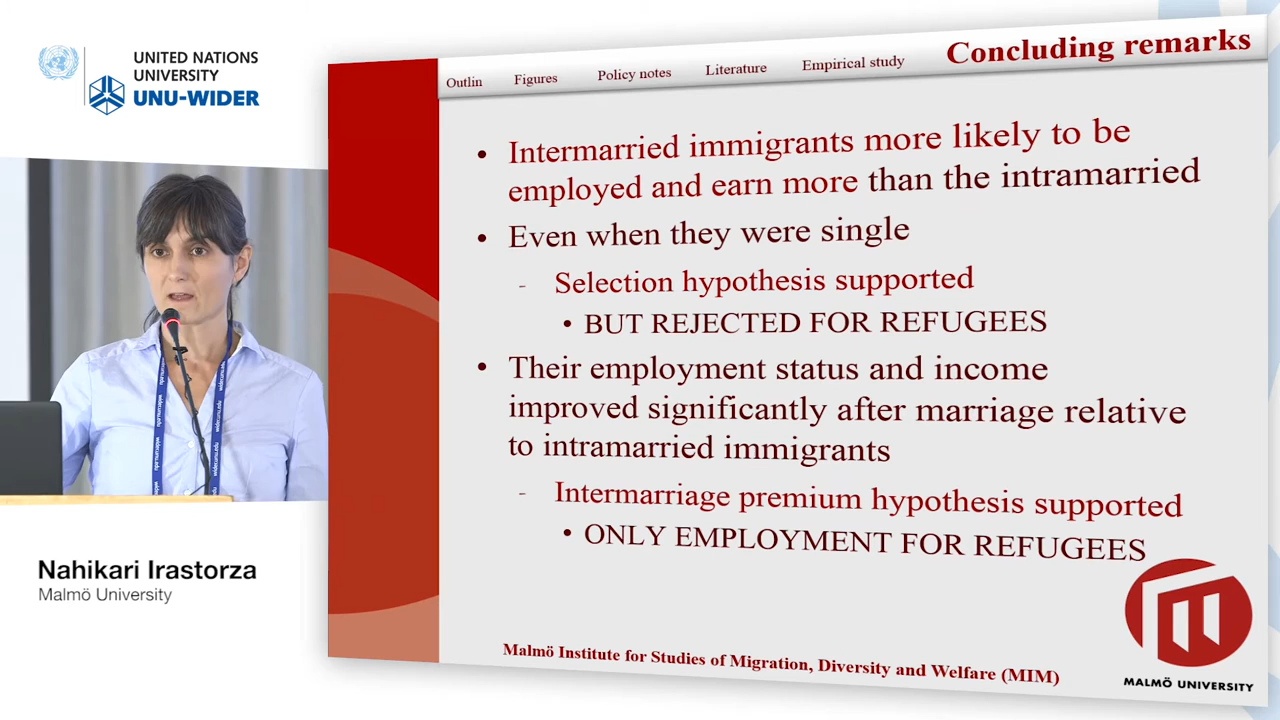 UNITED NATIONS
UNIVERSITY
UNU-WIDER
Outlin Figures Policy notes Literature Empirical study Concluding remarks
• Intermarried immigrants more likely to be
employed and earn more than the intramarried
• Even when they were single
- Selection hypothesis supported
• BUT REJECTED FOR REFUGEES
• Their employment status and income
improved significantly after marriage relative
to intramarried immigrants
- Intermarriage premium hypothesis supported
• ONLY EMPLOYMENT FOR REFUGEES
Malmö Institute for Studies of Migration, Diversity and Welfare (MIM)
MALMÖ UNIVERSITY
Nahikari Irastorza
Malmö University